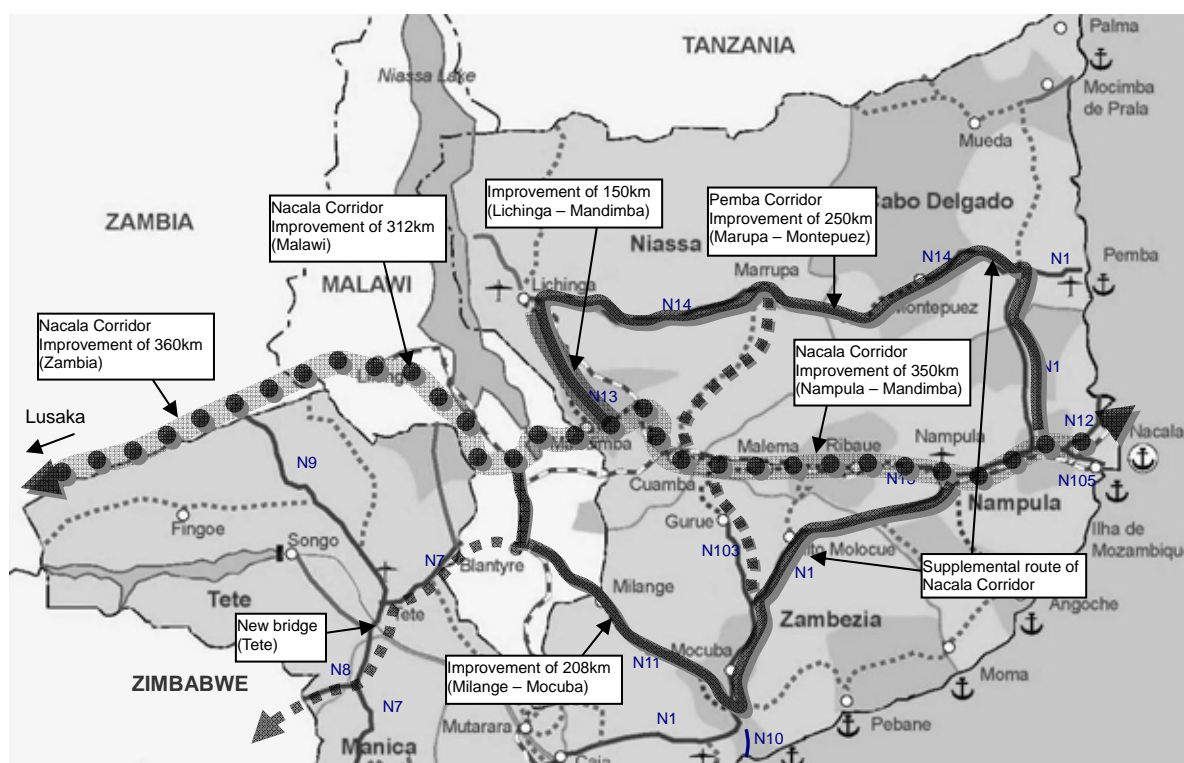 TANZANIA
Palma
Niassa Lake
Mocimba
de Prala
Mueda
Improvement of 150km
(Lichinga – Mandimba)
Pemba Corridor
Improvement of 250km
(Marupa – Montepuez)
Cabo Delgado
Nacala Corridor
Improvement of 312km
(Malawi)
ZAMBIA
Niassa
N14
N1
Pemba
Marrupa
MALAWI
Lichinga
N14
Montepuez
Nacala Corridor
Improvement of 360km
(Zambia)
Nacala Corridor
Improvement of 350km
(Nampula – Mandimba)
N1
N13
Lusaka
N12
Nacala
Malema
Ribaue
Nampula
N9
Cuamba
N13
N105
Nampula
Fingoe
Gurue
Ilha de
Mozambique
Songo
N103
N7
Blantyre
N1
Supplemental route of
Nacala Corridor
Tete
Tete
Milange
Angoche
New bridge
(Tete)
Zambezia
Mocuba
Improvement of 208km
(Milange – Mocuba)
N11
N8
ZIMBABWE
Moma
N7
Mutarara
N1
Pebane
N10
Manica
Caia